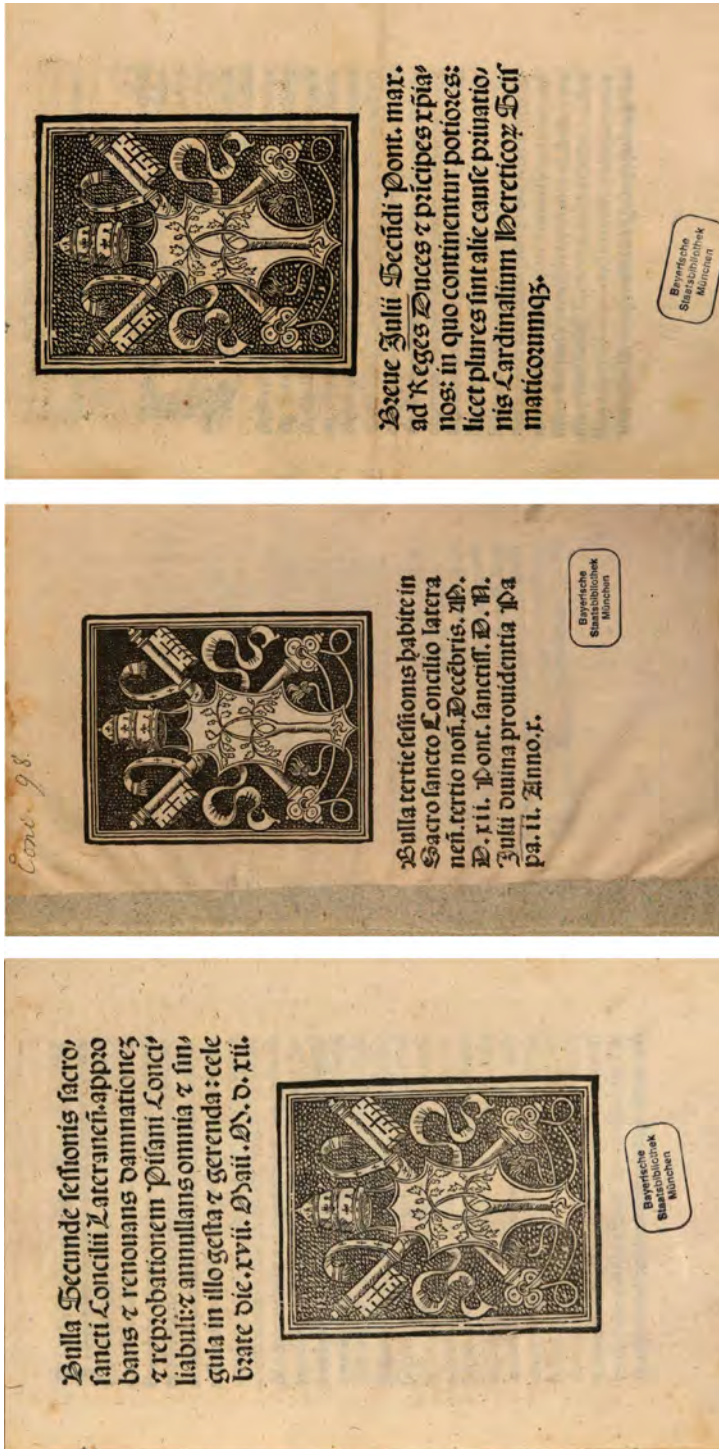 Bulla Secunde sessionis sacro,
sancti Concilii Lateraneñ.appro
bans ⁊ renouans damnationeʒ
⁊ reprobationem Pisani Conci'
liabuli:⁊ annullans omnia ⁊ sin,
gula in illo gesta ⁊ gerenda: cele
brate die.xvii. Maii. M. D. xii.
Bayerische
Staatsbibliothek
München
Conc. 98.
Bulla tertie sessionis habite in
Sacro sancto Concilio latera
neñ. tertio noñ. Decēbris. M.
D. xii. Pont. sanctiss. D. N.
Julii diuina prouidentia Pa
pa. ii. Anno. x.
Bayerische
Staatsbibliothek
München
Breue Julii Secūdi Pont. max.
ad Reges Duces ⁊ prīcipes xp̄ia'
nos: in quo continentur potiores:
licet plures sint alie cause priuatio,
nis Cardinalium Hereticoꝝ Scis'
maticorumqʒ.
Bayerische
Staatsbibliothek
München